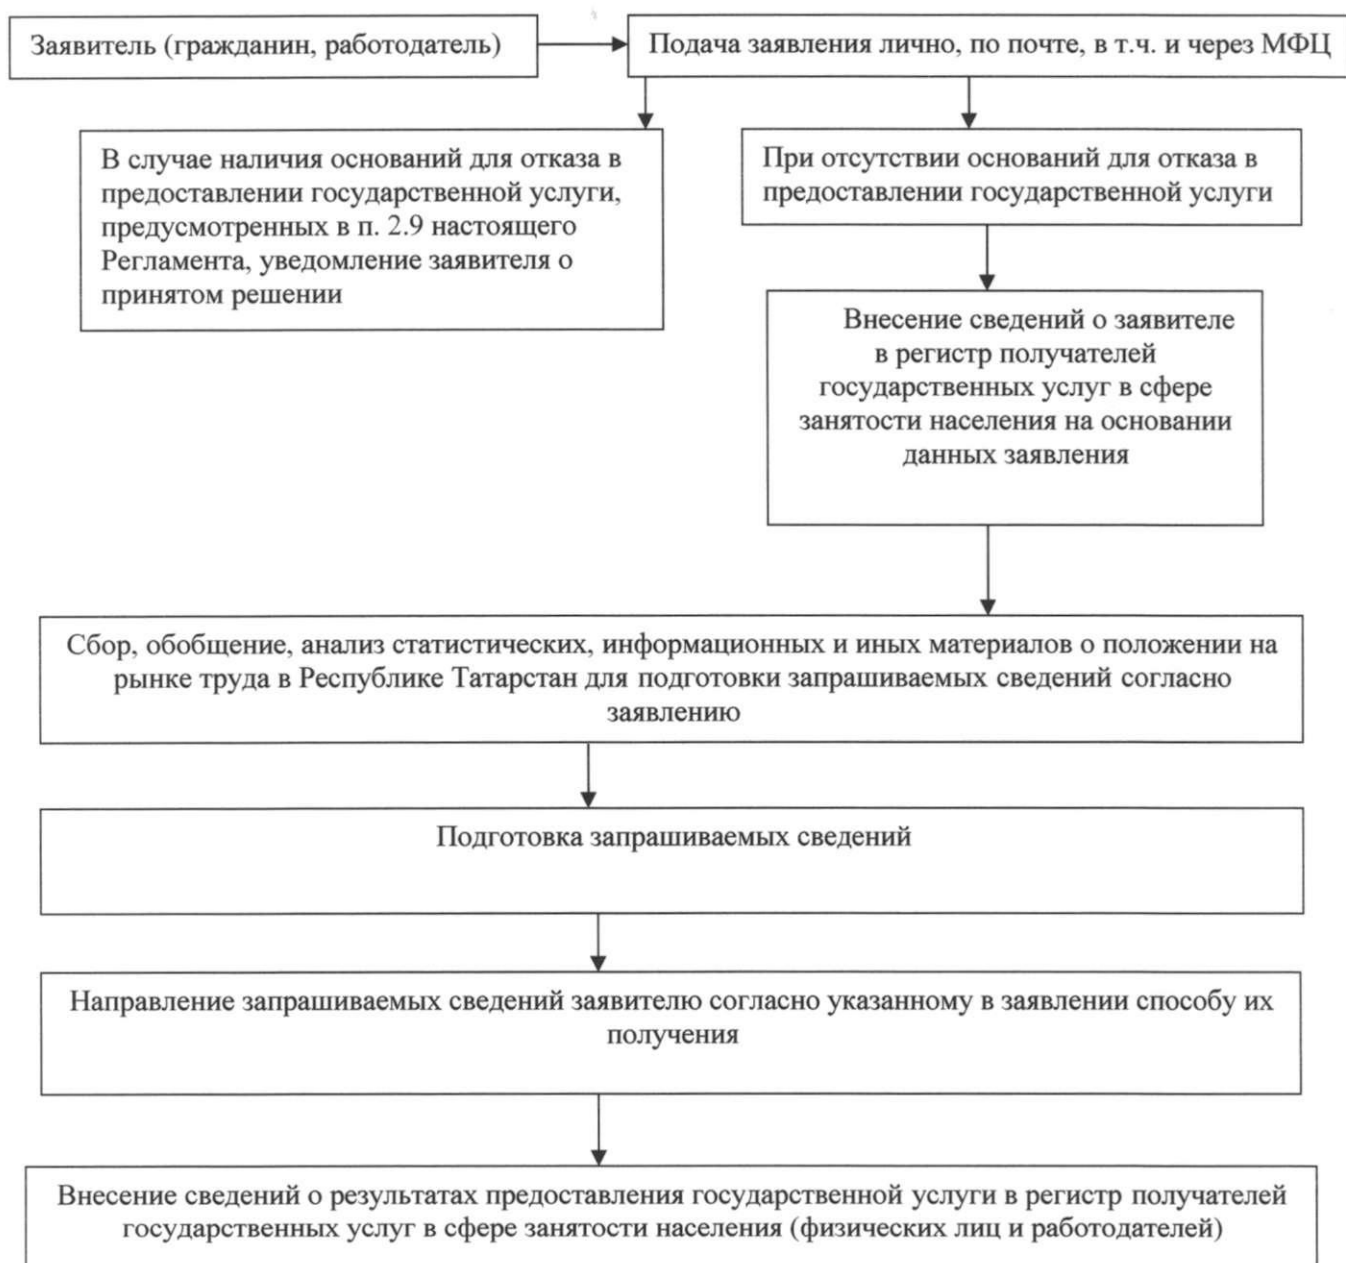 Заявитель (гражданин, работодатель)
Подача заявления лично, по почте, в т.ч. и через МФЦ
В случае наличия оснований для отказа в
предоставлении государственной услуги,
предусмотренных в п. 2.9 настоящего
Регламента, уведомление заявителя о
принятом решении
При отсутствии оснований для отказа в
предоставлении государственной услуги
Внесение сведений о заявителе
в регистр получателей
государственных услуг в сфере
занятости населения на основании
данных заявления
Сбор, обобщение, анализ статистических, информационных и иных материалов о положении на
рынке труда в Республике Татарстан для подготовки запрашиваемых сведений согласно
заявлению
Подготовка запрашиваемых сведений
Направление запрашиваемых сведений заявителю согласно указанному в заявлении способу их
получения
Внесение сведений о результатах предоставления государственной услуги в регистр получателей
государственных услуг в сфере занятости населения (физических лиц и работодателей)